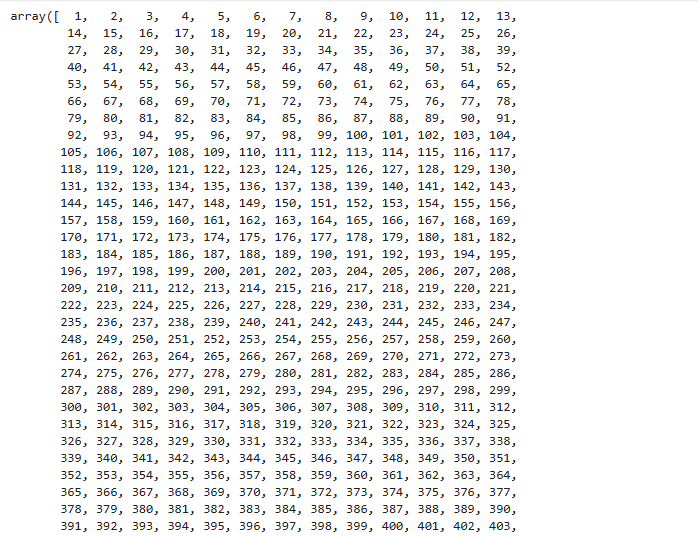 array([  1,   2,   3,   4,   5,   6,   7,   8,   9,  10,  11,  12,  13,
        14,  15,  16,  17,  18,  19,  20,  21,  22,  23,  24,  25,  26,
        27,  28,  29,  30,  31,  32,  33,  34,  35,  36,  37,  38,  39,
        40,  41,  42,  43,  44,  45,  46,  47,  48,  49,  50,  51,  52,
        53,  54,  55,  56,  57,  58,  59,  60,  61,  62,  63,  64,  65,
        66,  67,  68,  69,  70,  71,  72,  73,  74,  75,  76,  77,  78,
        79,  80,  81,  82,  83,  84,  85,  86,  87,  88,  89,  90,  91,
        92,  93,  94,  95,  96,  97,  98,  99, 100, 101, 102, 103, 104,
       105, 106, 107, 108, 109, 110, 111, 112, 113, 114, 115, 116, 117,
       118, 119, 120, 121, 122, 123, 124, 125, 126, 127, 128, 129, 130,
       131, 132, 133, 134, 135, 136, 137, 138, 139, 140, 141, 142, 143,
       144, 145, 146, 147, 148, 149, 150, 151, 152, 153, 154, 155, 156,
       157, 158, 159, 160, 161, 162, 163, 164, 165, 166, 167, 168, 169,
       170, 171, 172, 173, 174, 175, 176, 177, 178, 179, 180, 181, 182,
       183, 184, 185, 186, 187, 188, 189, 190, 191, 192, 193, 194, 195,
       196, 197, 198, 199, 200, 201, 202, 203, 204, 205, 206, 207, 208,
       209, 210, 211, 212, 213, 214, 215, 216, 217, 218, 219, 220, 221,
       222, 223, 224, 225, 226, 227, 228, 229, 230, 231, 232, 233, 234,
       235, 236, 237, 238, 239, 240, 241, 242, 243, 244, 245, 246, 247,
       248, 249, 250, 251, 252, 253, 254, 255, 256, 257, 258, 259, 260,
       261, 262, 263, 264, 265, 266, 267, 268, 269, 270, 271, 272, 273,
       274, 275, 276, 277, 278, 279, 280, 281, 282, 283, 284, 285, 286,
       287, 288, 289, 290, 291, 292, 293, 294, 295, 296, 297, 298, 299,
       300, 301, 302, 303, 304, 305, 306, 307, 308, 309, 310, 311, 312,
       313, 314, 315, 316, 317, 318, 319, 320, 321, 322, 323, 324, 325,
       326, 327, 328, 329, 330, 331, 332, 333, 334, 335, 336, 337, 338,
       339, 340, 341, 342, 343, 344, 345, 346, 347, 348, 349, 350, 351,
       352, 353, 354, 355, 356, 357, 358, 359, 360, 361, 362, 363, 364,
       365, 366, 367, 368, 369, 370, 371, 372, 373, 374, 375, 376, 377,
       378, 379, 380, 381, 382, 383, 384, 385, 386, 387, 388, 389, 390,
       391, 392, 393, 394, 395, 396, 397, 398, 399, 400, 401, 402, 403,